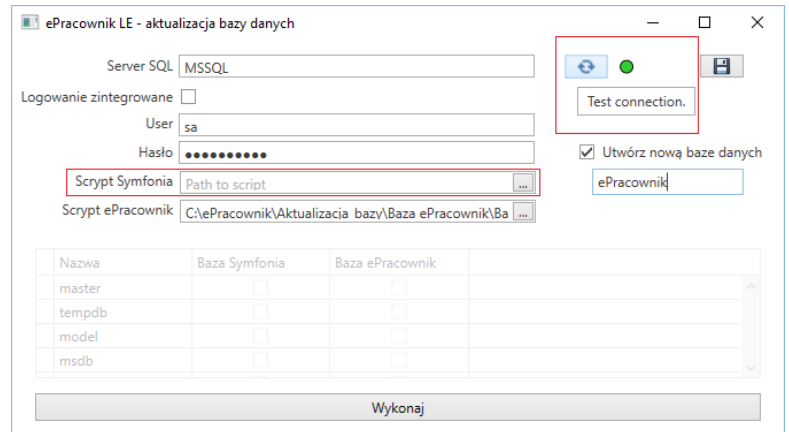 ePracownik LE - aktualizacja bazy danych
Server SQL MSSQL
Logowanie zintegrowane
Test connection.
User sa
Hasło ●●●●●●●●●●
Utwórz nową baze danych
Scrypt Symfonia Path to script ...
ePracownik
Scrypt ePracownik C:\ePracownik\Aktualizacja bazy\Baza ePracownik\Ba ...
Nazwa Baza Symfonia Baza ePracownik
master
tempdb
model
msdb
Wykonaj